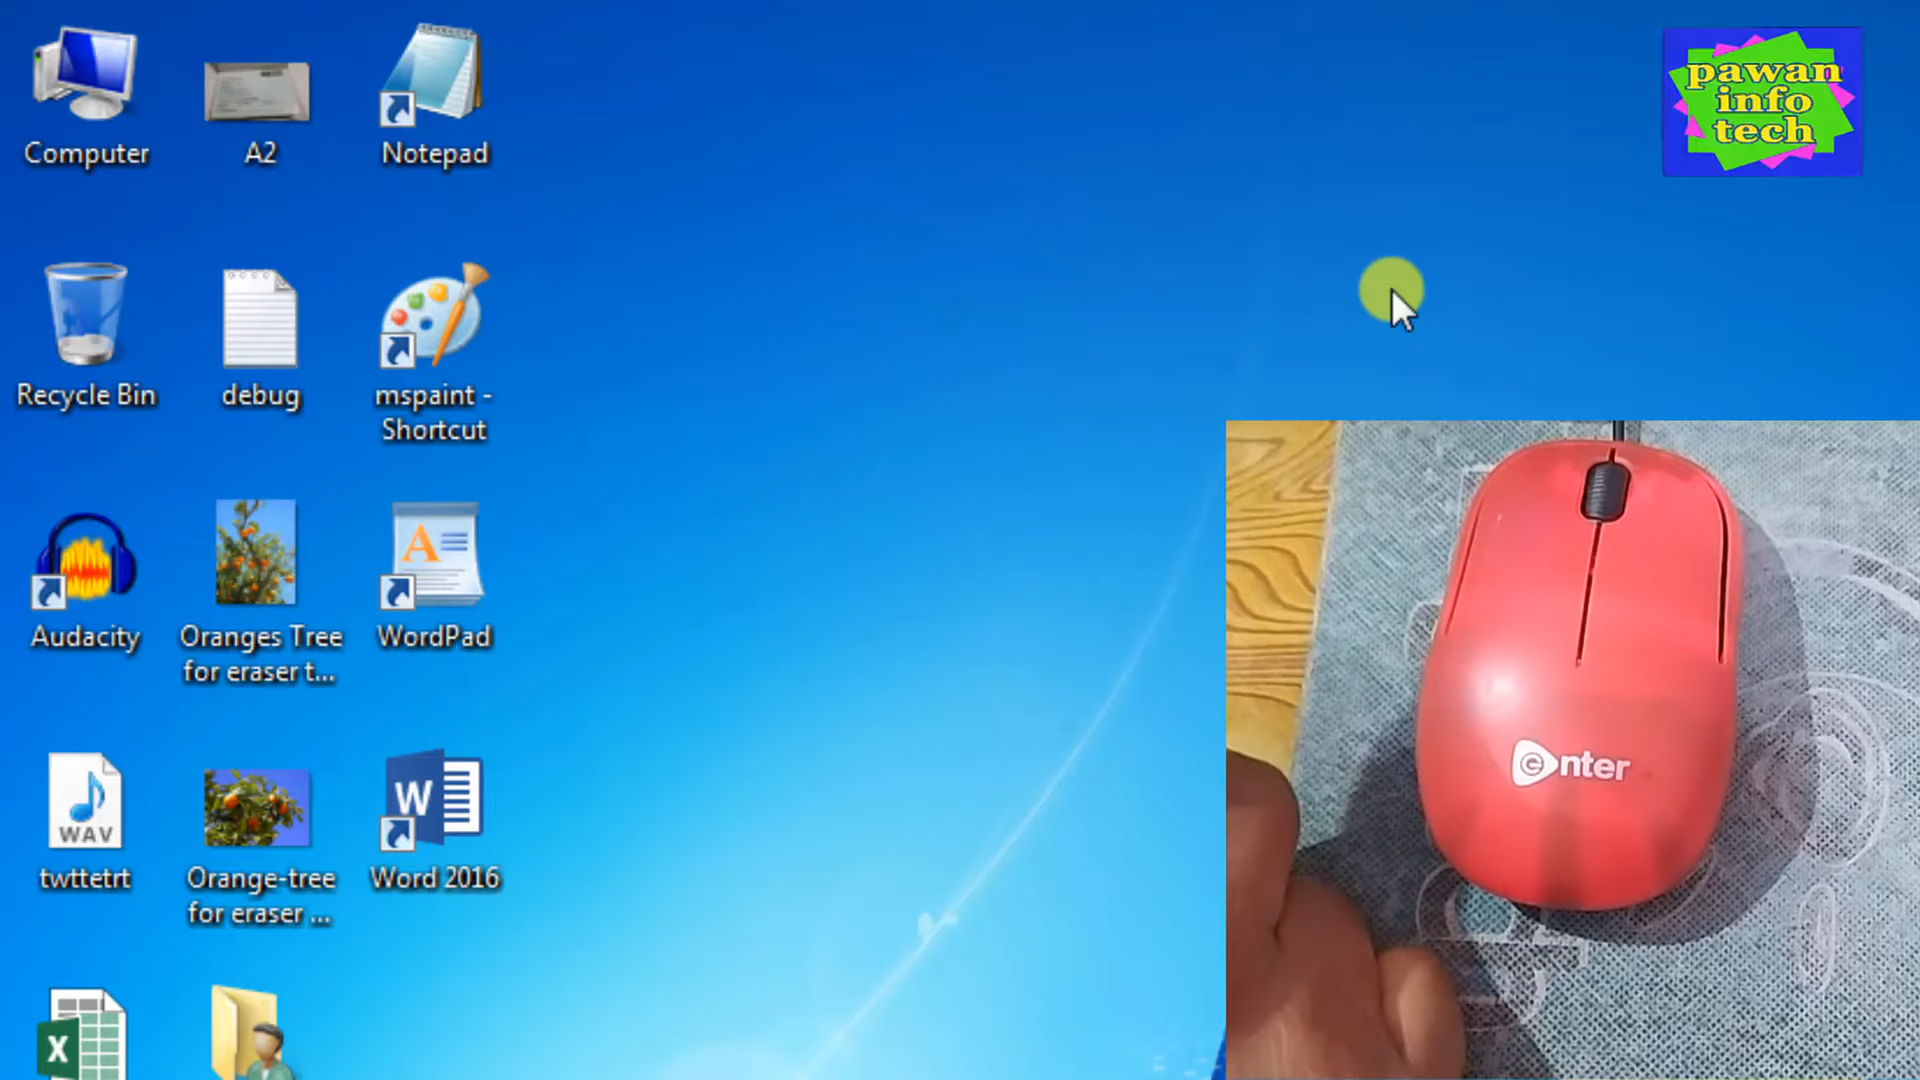 Computer
A2
Notepad
pawan
info
tech
Recycle Bin
debug
mspaint -
Shortcut
Audacity
Oranges Tree
for eraser t...
WordPad
A
WAV
twttetrt
Orange-tree
for eraser ...
W
Word 2016
X
enter